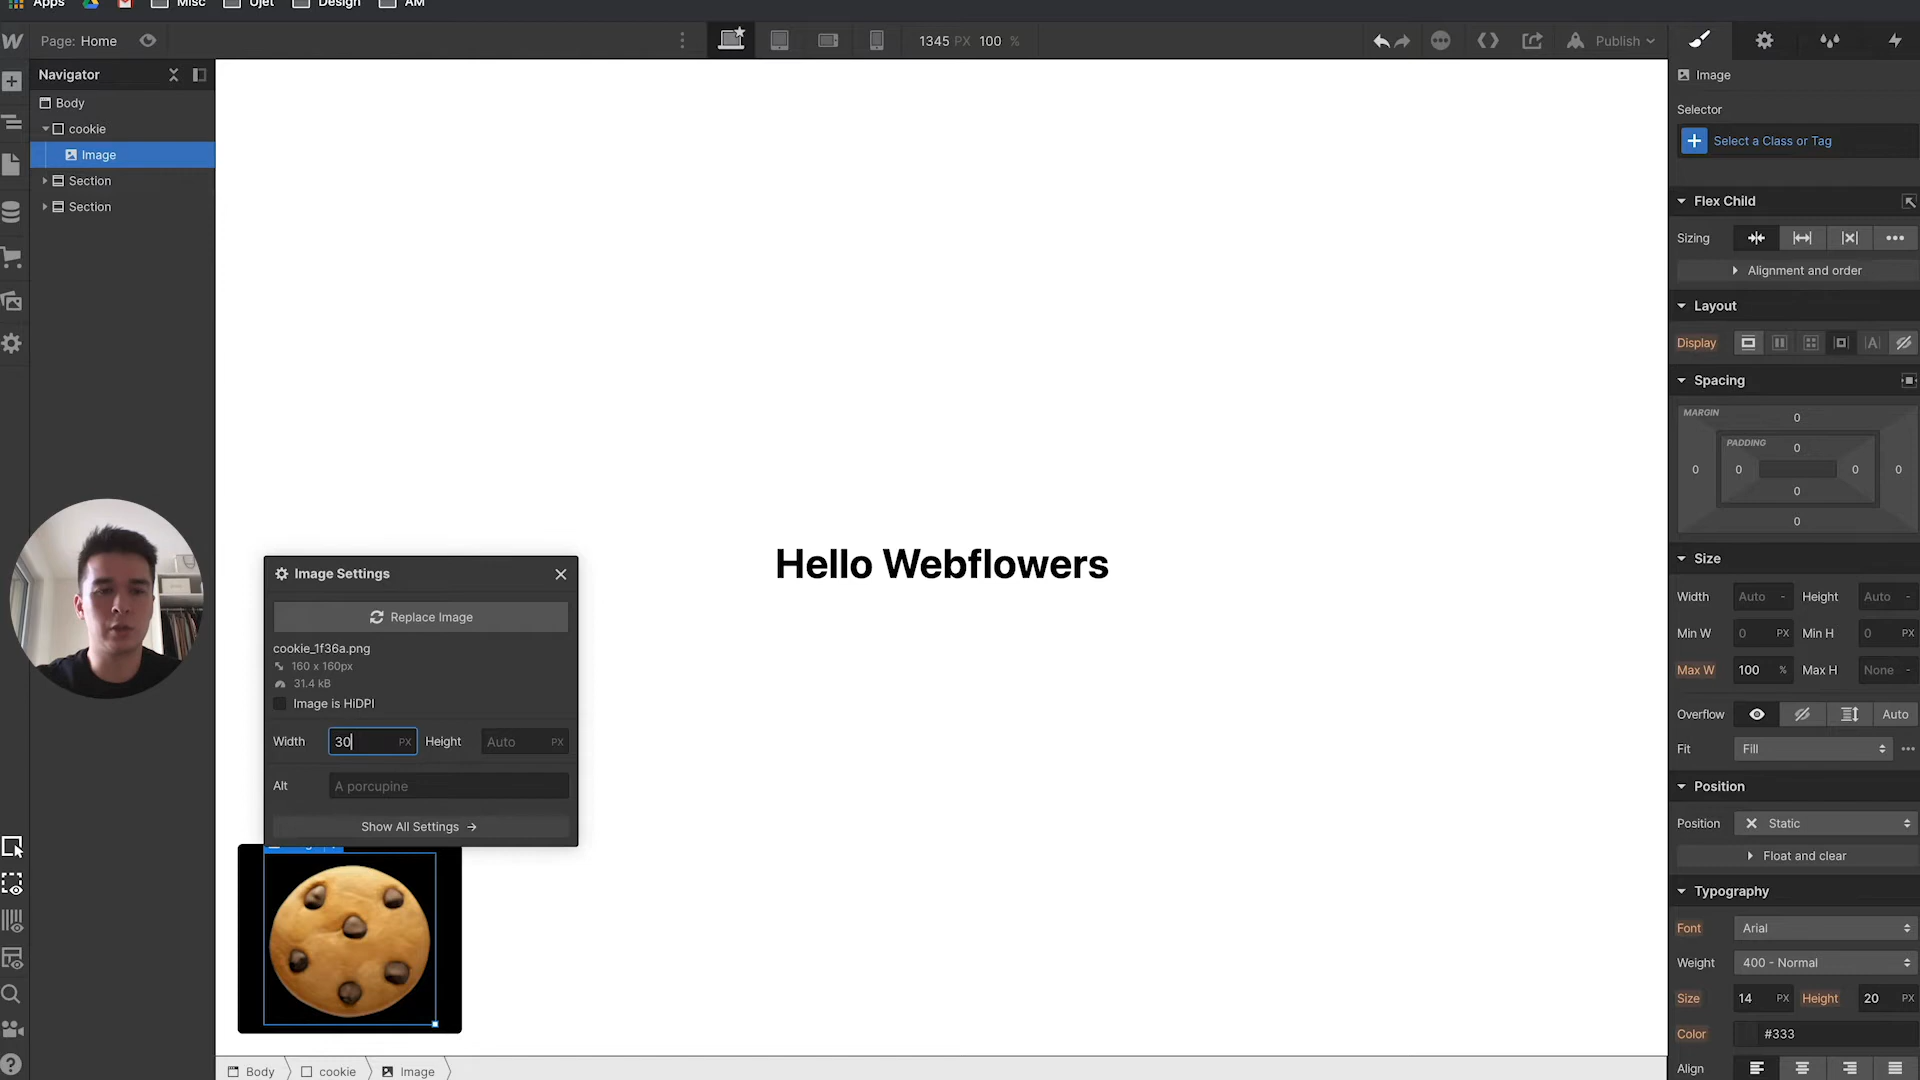 Apps
Misc
Ujet
Design
AM
Page: Home
1345 PX 100 %
Publish
Navigator
Body
cookie
Image
Section
Section
Hello Webflowers
Image Settings
Replace Image
cookie_1f36a.png
160 x 160px
31.4 kB
Image is HiDPI
Width 30 PX Height Auto PX
Alt A porcupine
Show All Settings →
Body cookie Image
Image
Selector
Select a Class or Tag
Flex Child
Sizing
Alignment and order
Layout
Display
Spacing
MARGIN
0
PADDING
0
0 0 0 0
0
0
Size
Width Auto - Height Auto -
Min W 0 PX Min H 0 PX
Max W 100 % Max H None -
Overflow Auto
Fit Fill
Position
Position Static
Float and clear
Typography
Font Arial
Weight 400 - Normal
Size 14 PX Height 20 PX
Color #333
Align